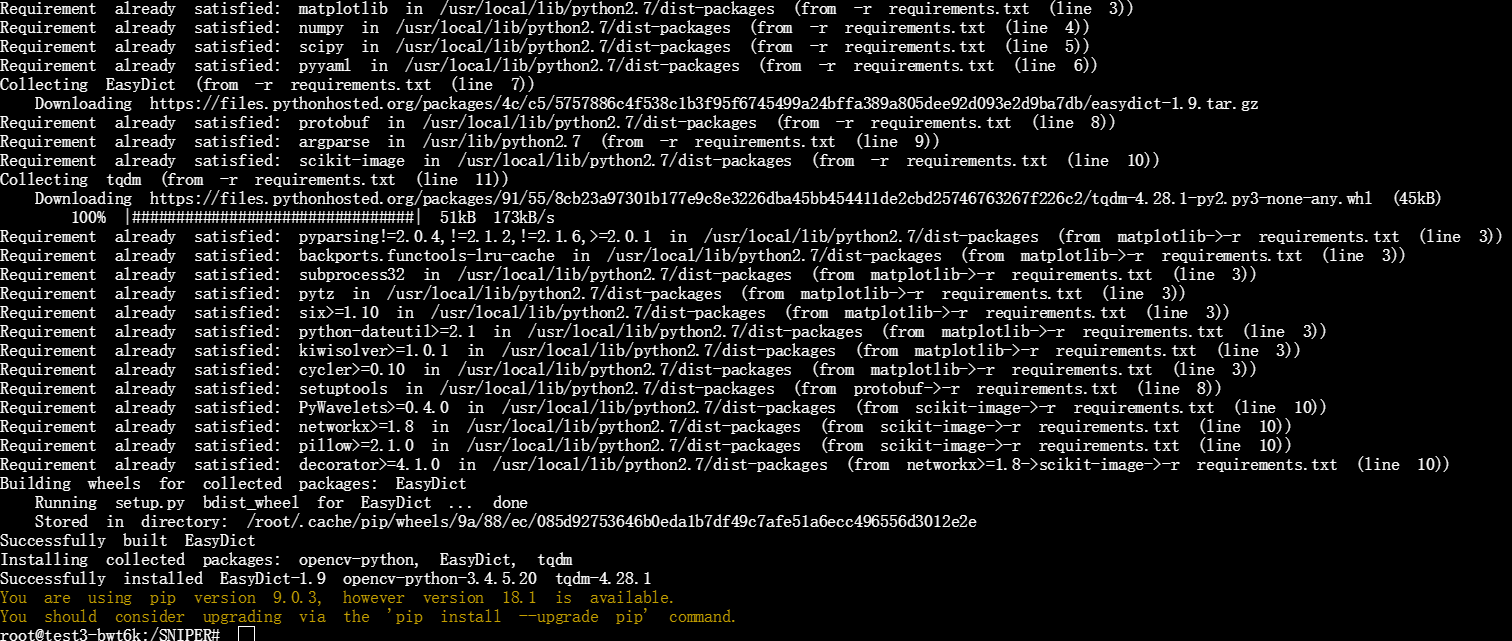 Requirement already satisfied: matplotlib in /usr/local/lib/python2.7/dist-packages (from -r requirements.txt (line 3))
Requirement already satisfied: numpy in /usr/local/lib/python2.7/dist-packages (from -r requirements.txt (line 4))
Requirement already satisfied: scipy in /usr/local/lib/python2.7/dist-packages (from -r requirements.txt (line 5))
Requirement already satisfied: pyyaml in /usr/local/lib/python2.7/dist-packages (from -r requirements.txt (line 6))
Collecting EasyDict (from -r requirements.txt (line 7))
Downloading https://files.pythonhosted.org/packages/4c/c5/5757886c4f538c1b3f95f6745499a24bffa389a805dee92d093e2d9ba7db/easydict-1.9.tar.gz
Requirement already satisfied: protobuf in /usr/local/lib/python2.7/dist-packages (from -r requirements.txt (line 8))
Requirement already satisfied: argparse in /usr/lib/python2.7 (from -r requirements.txt (line 9))
Requirement already satisfied: scikit-image in /usr/local/lib/python2.7/dist-packages (from -r requirements.txt (line 10))
Collecting tqdm (from -r requirements.txt (line 11))
Downloading https://files.pythonhosted.org/packages/91/55/8cb23a97301b177e9c8e3226dba45bb454411de2cbd25746763267f226c2/tqdm-4.28.1-py2.py3-none-any.whl (45kB)
100% |################################| 51kB 173kB/s
Requirement already satisfied: pyparsing!=2.0.4,!=2.1.2,!=2.1.6,>=2.0.1 in /usr/local/lib/python2.7/dist-packages (from matplotlib->-r requirements.txt (line 3))
Requirement already satisfied: backports.functools-lru-cache in /usr/local/lib/python2.7/dist-packages (from matplotlib->-r requirements.txt (line 3))
Requirement already satisfied: subprocess32 in /usr/local/lib/python2.7/dist-packages (from matplotlib->-r requirements.txt (line 3))
Requirement already satisfied: pytz in /usr/local/lib/python2.7/dist-packages (from matplotlib->-r requirements.txt (line 3))
Requirement already satisfied: six>=1.10 in /usr/local/lib/python2.7/dist-packages (from matplotlib->-r requirements.txt (line 3))
Requirement already satisfied: python-dateutil>=2.1 in /usr/local/lib/python2.7/dist-packages (from matplotlib->-r requirements.txt (line 3))
Requirement already satisfied: kiwisolver>=1.0.1 in /usr/local/lib/python2.7/dist-packages (from matplotlib->-r requirements.txt (line 3))
Requirement already satisfied: cycler>=0.10 in /usr/local/lib/python2.7/dist-packages (from matplotlib->-r requirements.txt (line 3))
Requirement already satisfied: setuptools in /usr/local/lib/python2.7/dist-packages (from protobuf->-r requirements.txt (line 8))
Requirement already satisfied: PyWavelets>=0.4.0 in /usr/local/lib/python2.7/dist-packages (from scikit-image->-r requirements.txt (line 10))
Requirement already satisfied: networkx>=1.8 in /usr/local/lib/python2.7/dist-packages (from scikit-image->-r requirements.txt (line 10))
Requirement already satisfied: pillow>=2.1.0 in /usr/local/lib/python2.7/dist-packages (from scikit-image->-r requirements.txt (line 10))
Requirement already satisfied: decorator>=4.1.0 in /usr/local/lib/python2.7/dist-packages (from networkx>=1.8->scikit-image->-r requirements.txt (line 10))
Building wheels for collected packages: EasyDict
Running setup.py bdist_wheel for EasyDict ... done
Stored in directory: /root/.cache/pip/wheels/9a/88/ec/085d92753646b0eda1b7df49c7afe51a6ecc496556d3012e2e
Successfully built EasyDict
Installing collected packages: opencv-python, EasyDict, tqdm
Successfully installed EasyDict-1.9 opencv-python-3.4.5.20 tqdm-4.28.1
You are using pip version 9.0.3, however version 18.1 is available.
You should consider upgrading via the 'pip install --upgrade pip' command.
root@test3-bwt6k:/SNIPER#